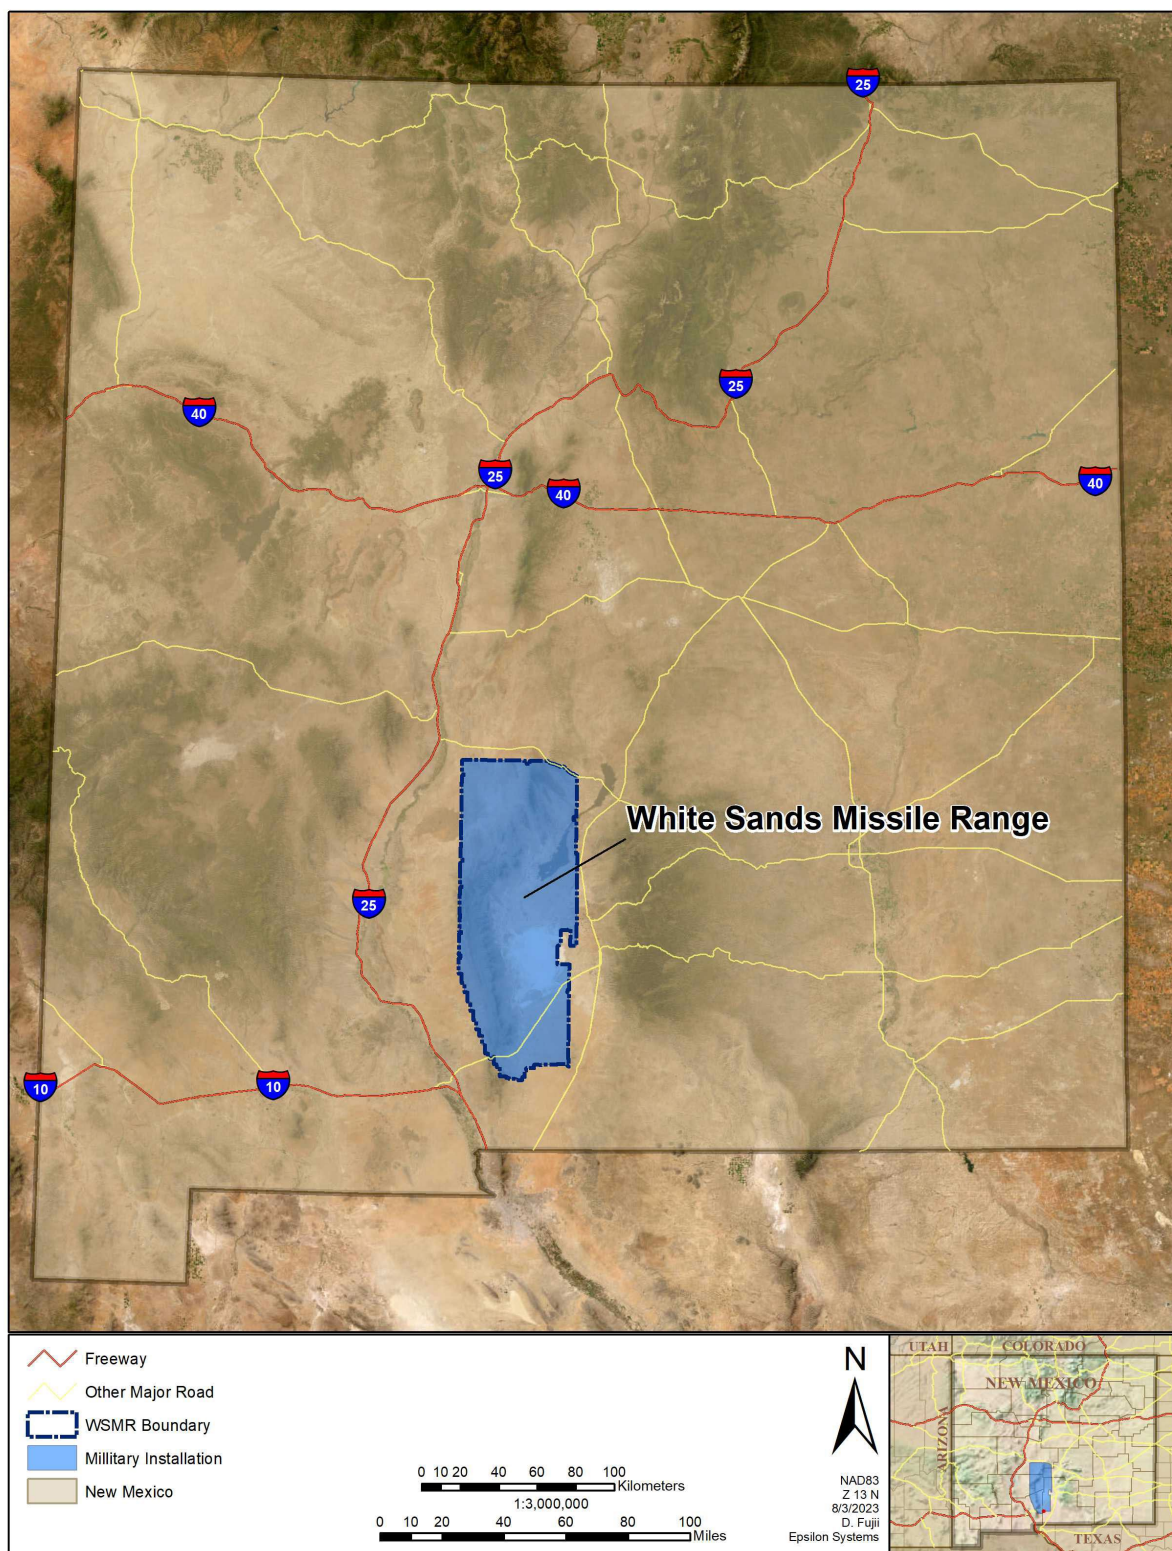 25
25
40
25
40
40
White Sands Missile Range
25
10
10
Freeway
Other Major Road
WSMR Boundary
Millitary Installation
New Mexico
0 10 20 40 60 80 100
Kilometers
1:3,000,000
0 20 40 60 80 100
Miles
N
NAD83
Z 13 N
8/3/2023
D. Fujii
Epsilon Systems
UTAH
COLORADO
NEW MEXICO
ARIZONA
TEXAS